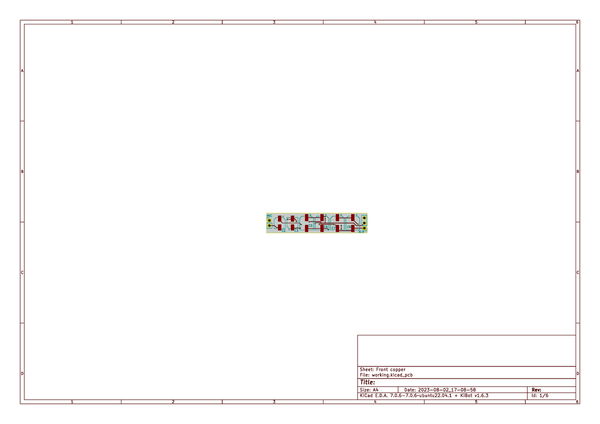 1 2 3 4 5 6
A A
B B
C C
Sheet: Front copper
File: working.kicad_pcb
D D
Title:
Size: A4 Date: 2023-08-02_17-08-58 Rev:
KiCad E.D.A. 7.0.6-7.0.6~ubuntu22.04.1 + KiBot v1.6.3 Id: 1/6
1 2 3 4 5 6